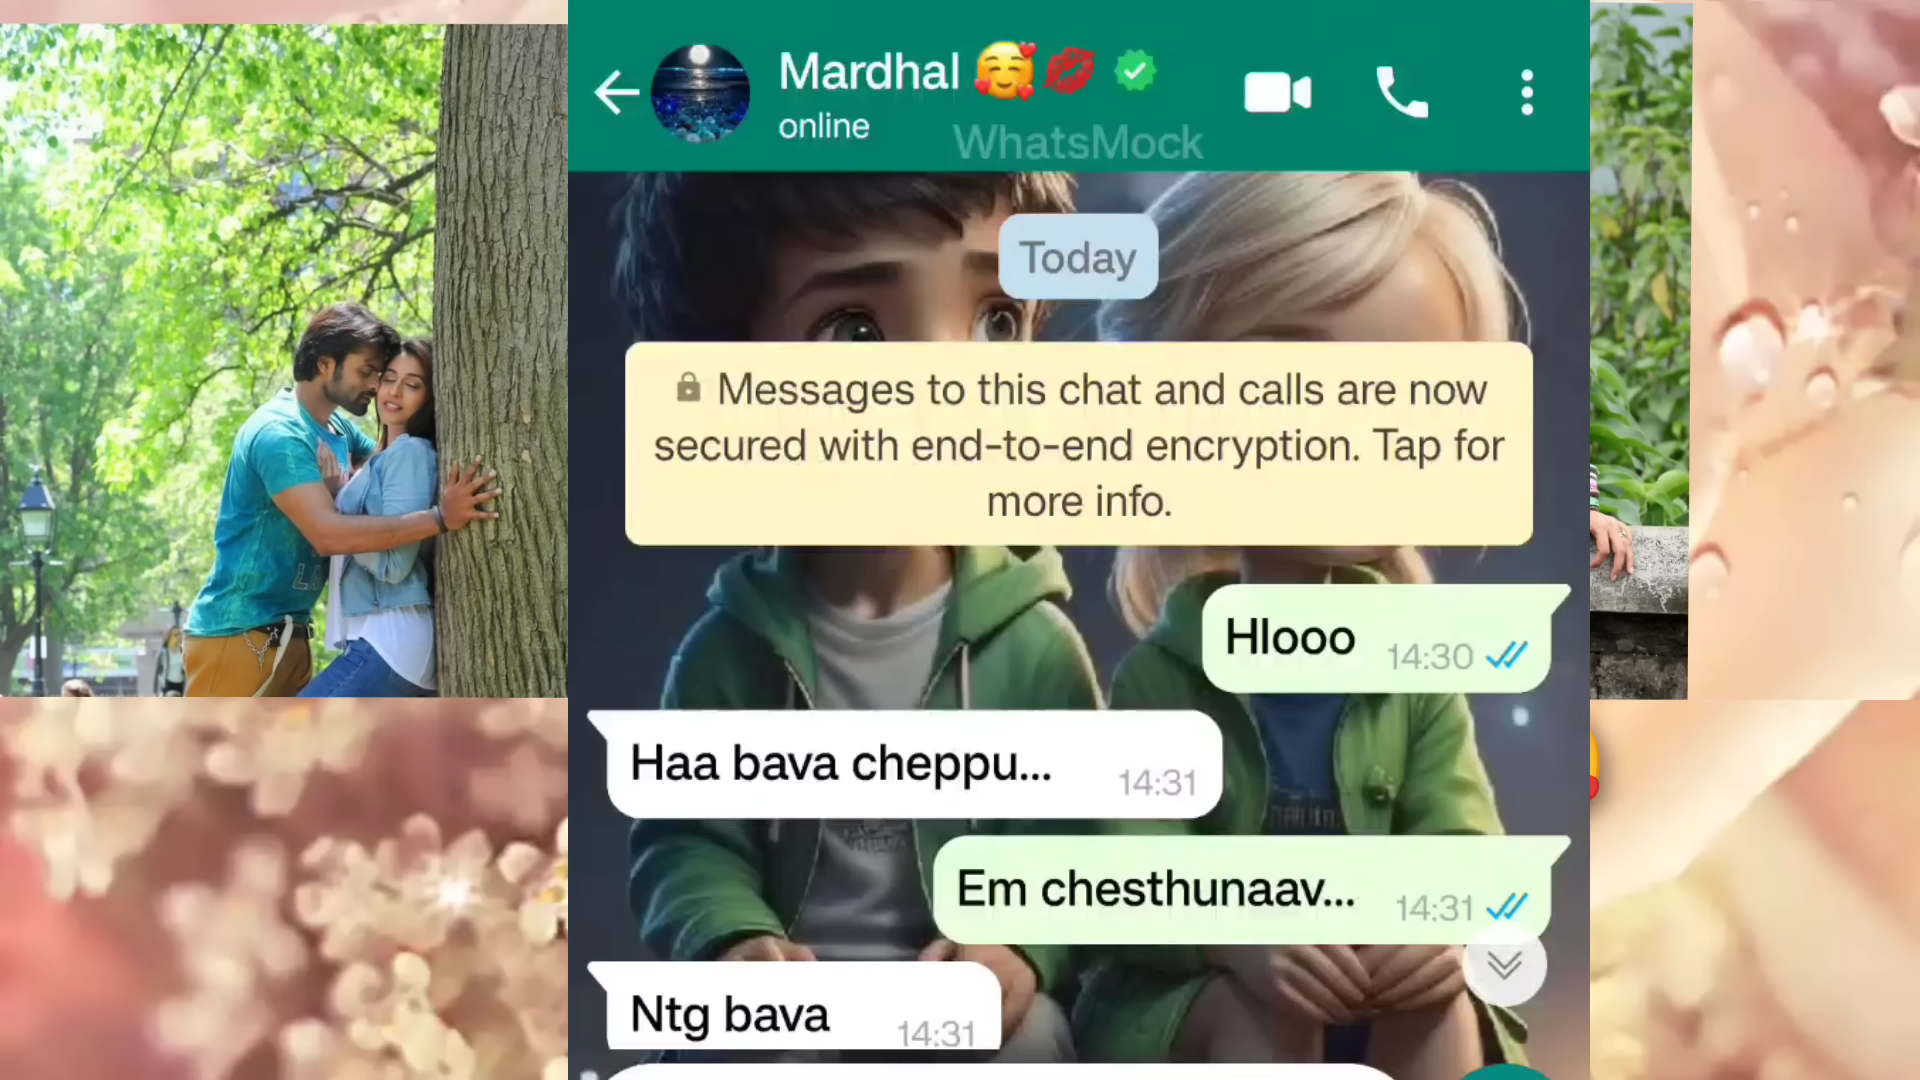 Mardhal 🥰💋
online
WhatsMock
Today
Messages to this chat and calls are now
secured with end-to-end encryption. Tap for
more info.
Hlooo 14:30
Haa bava cheppu... 14:31
Em chesthunaav... 14:31
Ntg bava 14:31